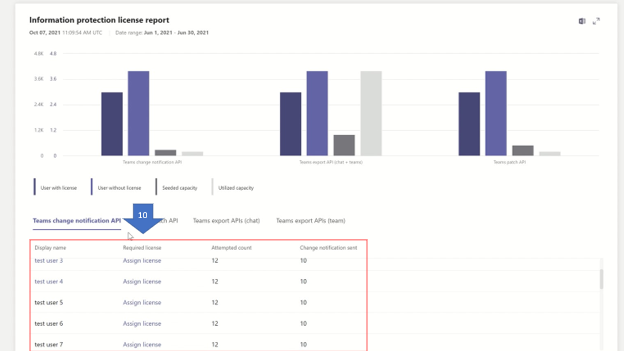 Information protection license report
Oct 07, 2021 11:09:54 AM UTC Date range: Jun 1, 2021 - Jun 30, 2021
4.8K 4.8
3.6K 3.6
2.4K 2.4
1.2K 1.2
0 0
Teams change notification API Teams export API (chat + teams) Teams patch API
User with license User without license Seeded capacity Utilized capacity
10
Teams change notification API ch API Teams export APIs (chat) Teams export APIs (team)
Display name Required license Attempted count Change notification sent
test user 3 Assign license 12 10
test user 4 Assign license 12 10
test user 5 Assign license 12 10
test user 6 Assign license 12 10
test user 7 Assign license 12 10